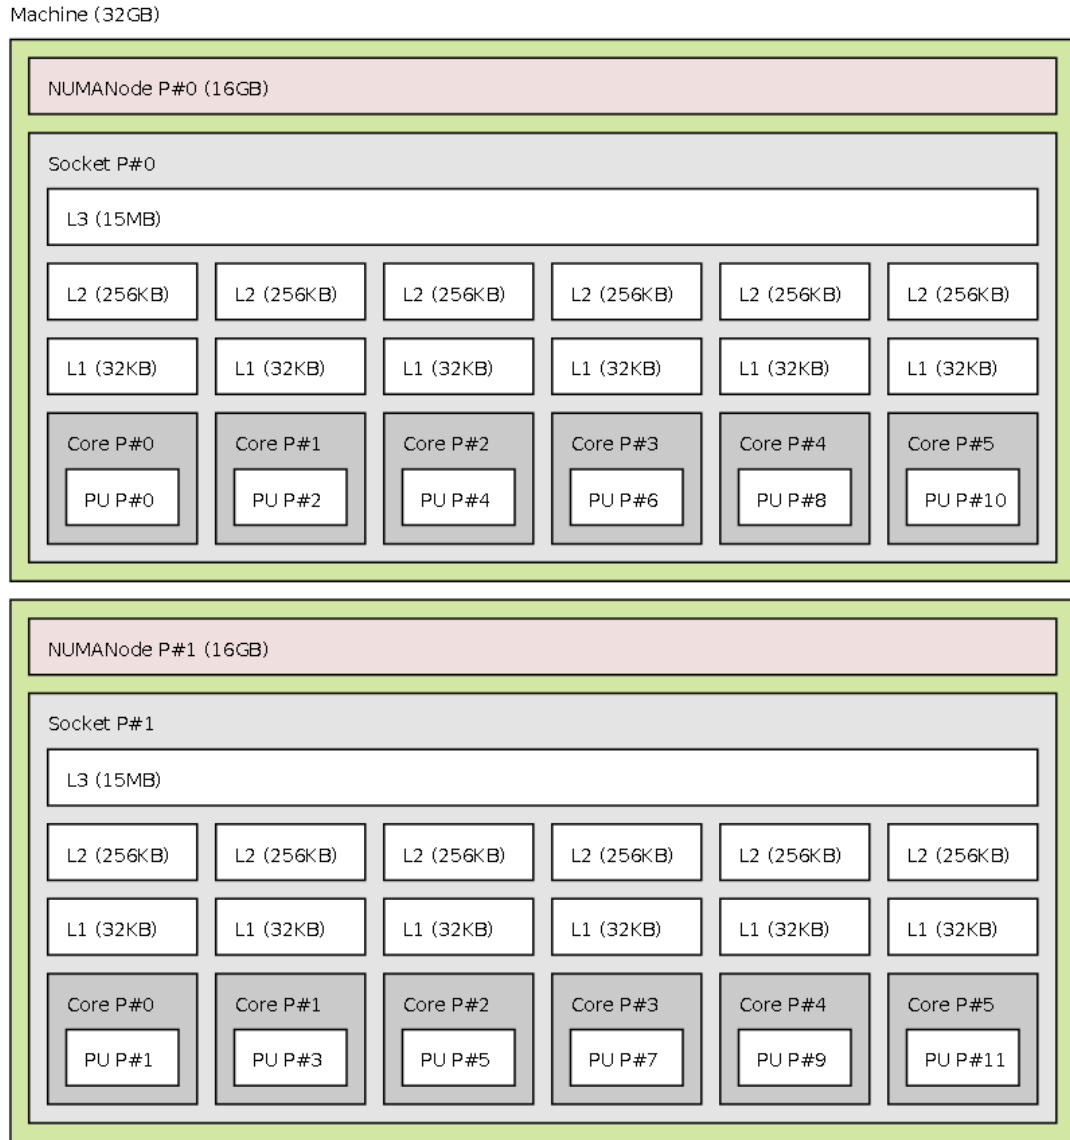 Machine (32GB)
NUMANode P#0 (16GB)
Socket P#0
L3 (15MB)
L2 (256KB) L2 (256KB) L2 (256KB) L2 (256KB) L2 (256KB) L2 (256KB)
L1 (32KB) L1 (32KB) L1 (32KB) L1 (32KB) L1 (32KB) L1 (32KB)
Core P#0 Core P#1 Core P#2 Core P#3 Core P#4 Core P#5
PU P#0 PU P#2 PU P#4 PU P#6 PU P#8 PU P#10
NUMANode P#1 (16GB)
Socket P#1
L3 (15MB)
L2 (256KB) L2 (256KB) L2 (256KB) L2 (256KB) L2 (256KB) L2 (256KB)
L1 (32KB) L1 (32KB) L1 (32KB) L1 (32KB) L1 (32KB) L1 (32KB)
Core P#0 Core P#1 Core P#2 Core P#3 Core P#4 Core P#5
PU P#1 PU P#3 PU P#5 PU P#7 PU P#9 PU P#11